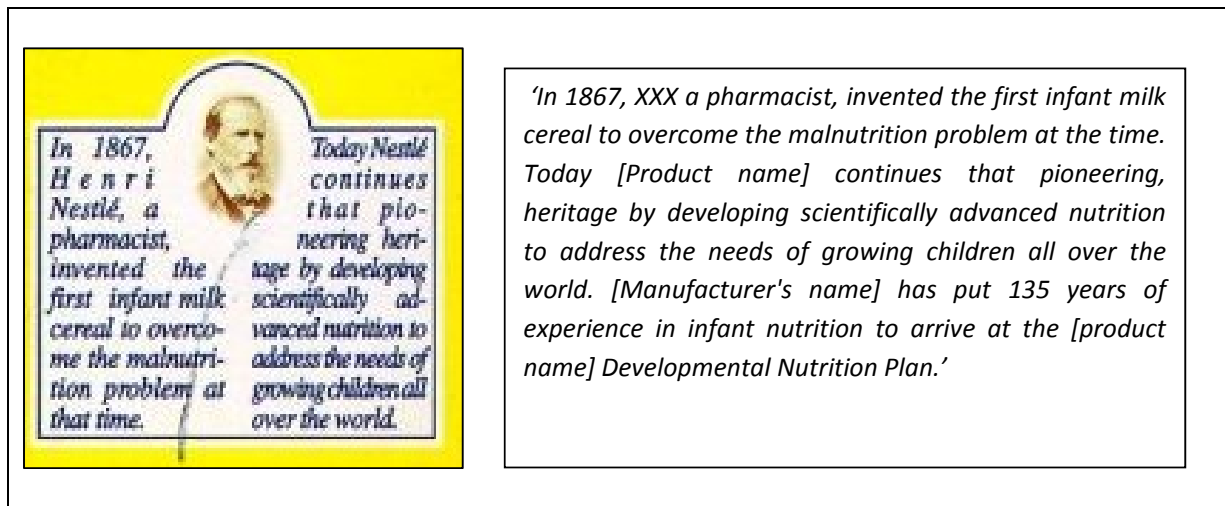 In 1867,
Henri
Nestlé, a
pharmacist,
invented the
first infant milk
cereal to overco-
me the malnutri-
tion problem at
that time.
Today Nestlé
continues
that pio-
neering heri-
tage by developing
scientifically ad-
vanced nutrition to
address the needs of
growing children all
over the world.
‘In 1867, XXX a pharmacist, invented the first infant milk
cereal to overcome the malnutrition problem at the time.
Today [Product name] continues that pioneering,
heritage by developing scientifically advanced nutrition
to address the needs of growing children all over the
world. [Manufacturer's name] has put 135 years of
experience in infant nutrition to arrive at the [product
name] Developmental Nutrition Plan.’